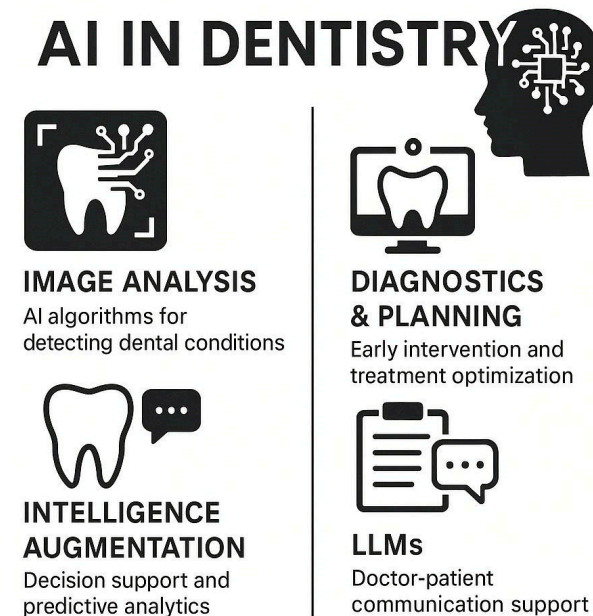 AI IN DENTISTRY
IMAGE ANALYSIS
AI algorithms for
detecting dental conditions
DIAGNOSTICS
& PLANNING
Early intervention and
treatment optimization
INTELLIGENCE
AUGMENTATION
Decision support and
predictive analytics
LLMs
Doctor-patient
communication support